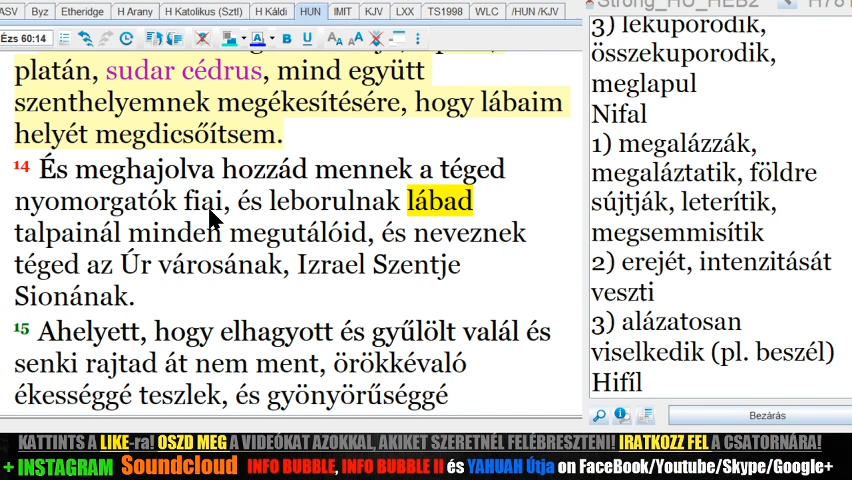 ASV Byz Etheridge H Arany H Katolikus (SztI) H Káldi HUN IMIT KJV LXX TS1998 WLC /HUN /KJV
Ézs 60:14
platán, sudar cédrus, mind együtt
szenthelyemnek megékesítésére, hogy lábaim
helyét megdicsőítsem.
14 És meghajolva hozzád mennek a téged
nyomorgatók fiai, és leborulnak lábad
talpainál minden megutálóid, és neveznek
téged az Úr városának, Izrael Szentje
Sionának.
15 Ahelyett, hogy elhagyott és gyűlölt valál és
senki rajtad át nem ment, örökkévaló
ékességgé teszlek, és gyönyörűséggé
Strong_HU_HEB2
3) lekuporodik,
összekuporodik,
meglapul
Nifal
1) megalázzák,
megaláztatik, földre
sújtják, leterítik,
megsemmisítik
2) erejét, intenzitását
veszti
3) alázatosan
viselkedik (pl. beszél)
Hifíl
Bezárás
KATTINTS A LIKE-ra! OSZD MEG A VIDEÓKAT AZOKKAL, AKIKET SZERETNÉL FELÉBRESZTENI! IRATKOZZ FEL A CSATORNÁRA!
+ INSTAGRAM Soundcloud INFO BUBBLE, INFO BUBBLE II és YAHUAH Útja on FaceBook/Youtube/Skype/Google+